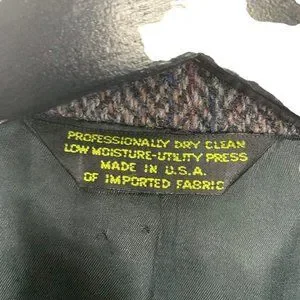 PROFESSIONALLY DRY CLEAN
LOW MOISTURE-UTILITY PRESS
MADE IN U.S.A.
OF IMPORTED FABRIC